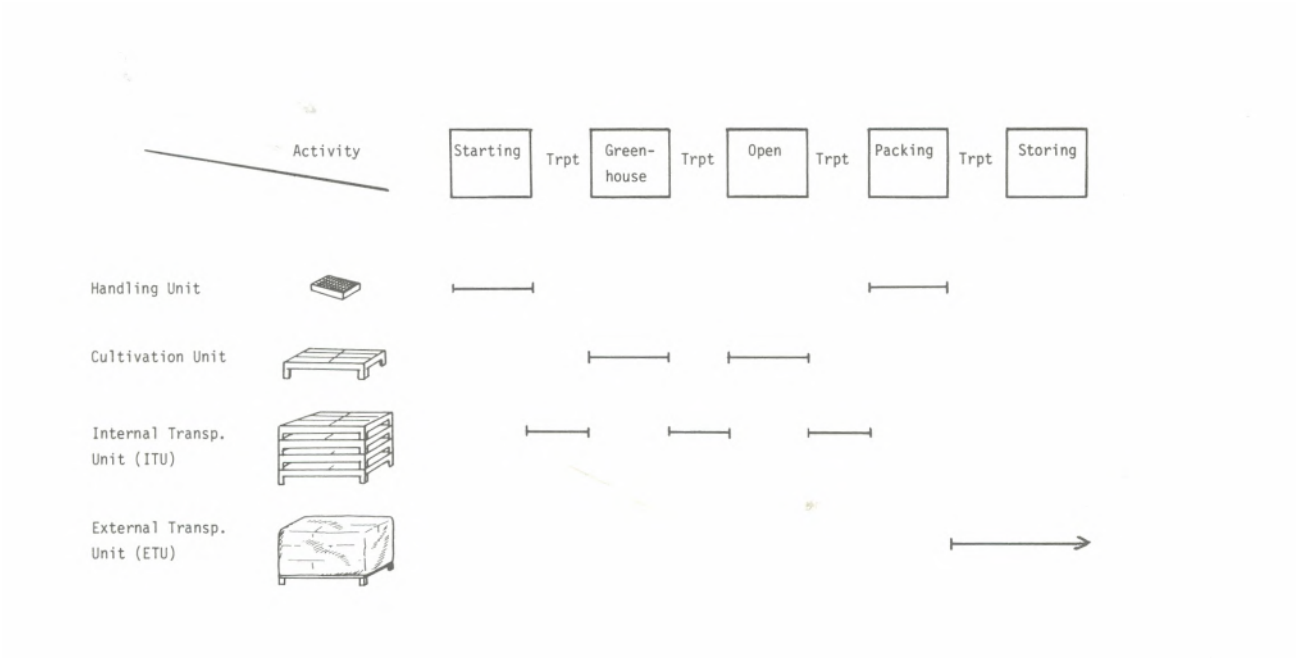 Activity
Starting Trpt Green- Trpt Open Trpt Packing Trpt Storing
house
Handling Unit
Cultivation Unit
Internal Transp.
Unit (ITU)
External Transp.
Unit (ETU)